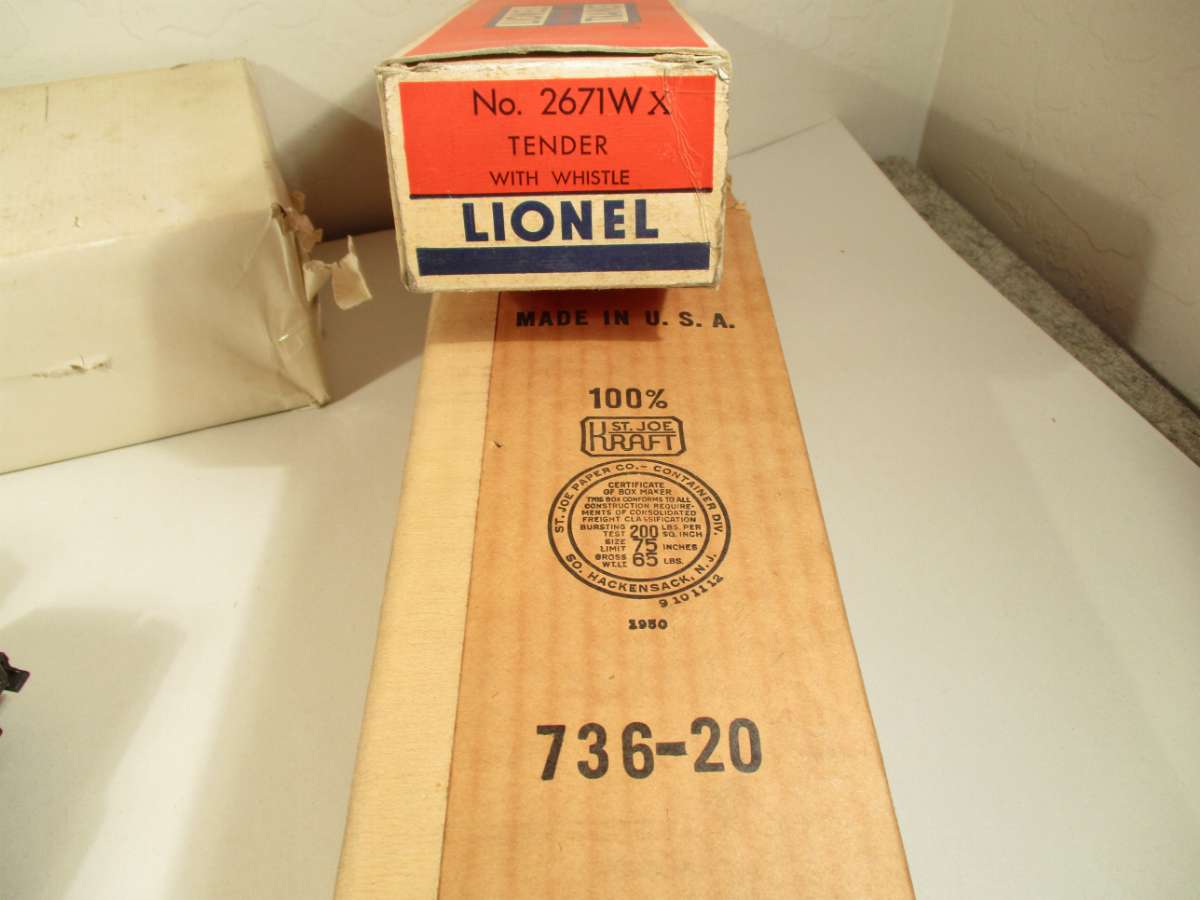 No. 2671W X
TENDER
WITH WHISTLE
LIONEL
MADE IN U. S. A.
100%
ST. JOE
KRAFT
ST. JOE PAPER CO. - CONTAINER DIV.
CERTIFICATE
OF BOX MAKER
THIS BOX CONFORMS TO ALL
CONSTRUCTION REQUIRE-
MENTS OF CONSOLIDATED
FREIGHT CLASSIFICATION
BURSTING TEST 200 LBS. PER SQ. INCH
SIZE LIMIT 75 INCHES
GROSS WT. LT. 65 LBS.
SO. HACKENSACK, N. J.
9 10 11 12
1950
736-20